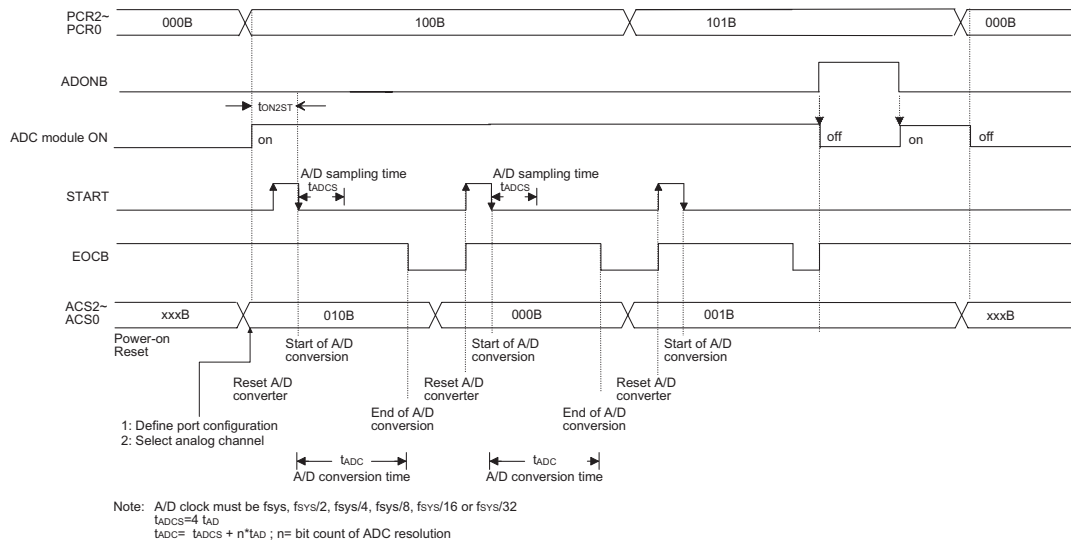 PCR2~
PCR0
000B
100B
101B
000B
ADONB
tON2ST
ADC module ON
on
off
on
off
A/D sampling time
tADCS
A/D sampling time
tADCS
START
EOCB
ACS2~
ACS0
xxxB
010B
000B
001B
xxxB
Power-on
Reset
Start of A/D
conversion
Start of A/D
conversion
Start of A/D
conversion
Reset A/D
converter
Reset A/D
converter
Reset A/D
converter
1: Define port configuration
2: Select analog channel
End of A/D
conversion
End of A/D
conversion
tADC
A/D conversion time
tADC
A/D conversion time
Note: A/D clock must be fsys, fSYS/2, fsys/4, fSYS/8, fSYS/16 or fSYS/32
tADCS=4 tAD
tADC= tADCS + n*tAD ; n= bit count of ADC resolution